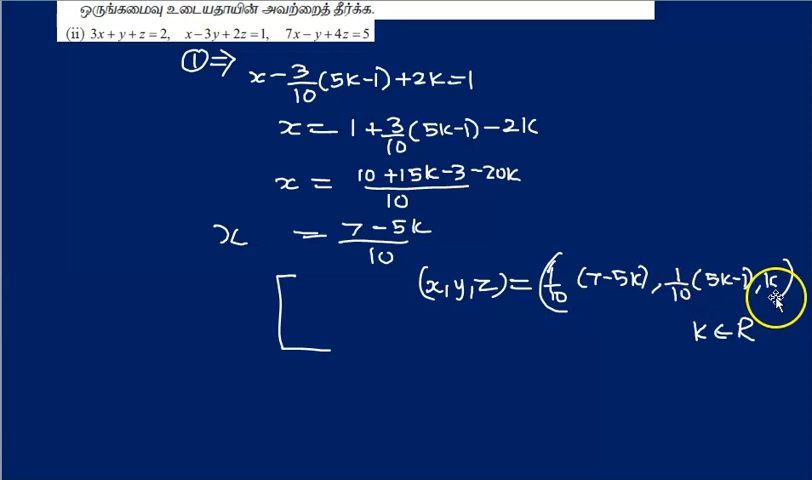 ஒருங்கமைவு உடையதாயின் அவற்றைத் தீர்க்க.
(ii) 3x + y + z = 2, x − 3y + 2z = 1, 7x − y + 4z = 5
① ⇒ x − 3/10 (5k−1) + 2k = 1
x = 1 + 3/10 (5k−1) − 2k
x = (10 + 15k − 3 − 20k)/10
x = (7 − 5k)/10
(x, y, z) = (1/10 (7−5k), 1/10 (5k−1), k)
k ∈ R